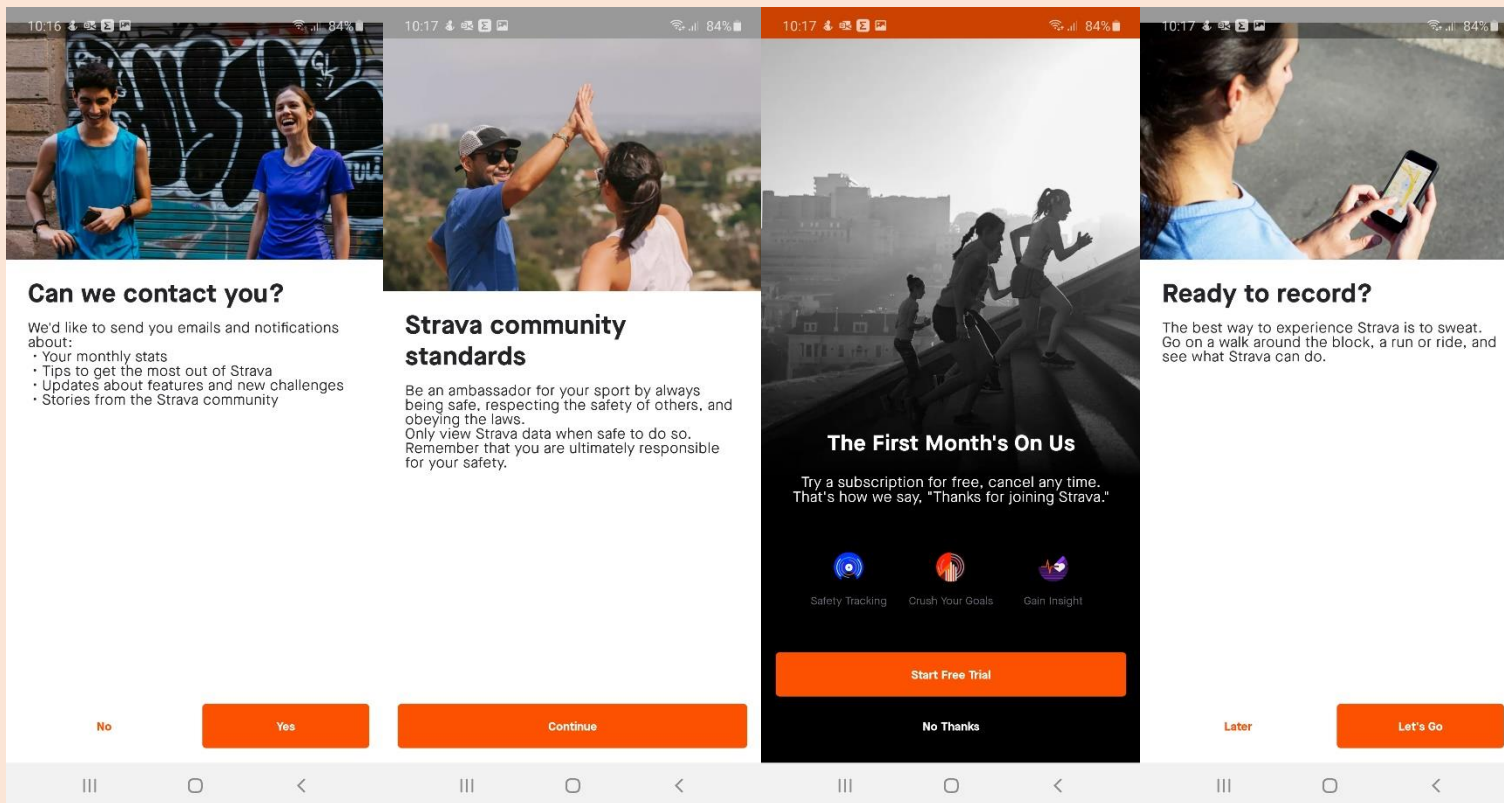 10:16 84%
Can we contact you?
We'd like to send you emails and notifications
about:
· Your monthly stats
· Tips to get the most out of Strava
· Updates about features and new challenges
· Stories from the Strava community
No
Yes
10:17 84%
Strava community
standards
Be an ambassador for your sport by always
being safe, respecting the safety of others, and
obeying the laws.
Only view Strava data when safe to do so.
Remember that you are ultimately responsible
for your safety.
Continue
10:17 84%
The First Month's On Us
Try a subscription for free, cancel any time.
That's how we say, "Thanks for joining Strava."
Safety Tracking
Crush Your Goals
Gain Insight
Start Free Trial
No Thanks
10:17 84%
Ready to record?
The best way to experience Strava is to sweat.
Go on a walk around the block, a run or ride, and
see what Strava can do.
Later
Let's Go